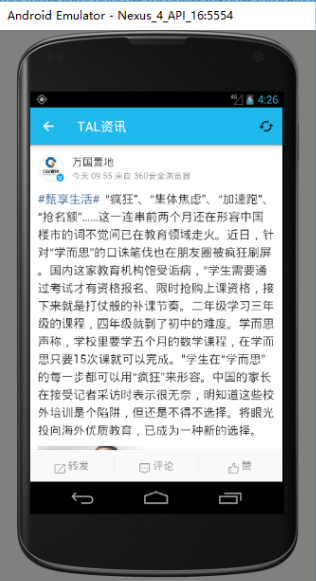 Android Emulator - Nexus_4_API_16:5554
4G 4:26
TAL资讯
万国置地
今天 09:55 来自 360安全浏览器
#甄享生活# “疯狂”、“集体焦虑”、“加速跑”、
“抢名额”……这一连串前两个月还在形容中国
楼市的词不觉间已在教育领域走火。近日，针
对“学而思”的口诛笔伐也在朋友圈被疯狂刷屏
。国内这家教育机构饱受诟病，“学生需要通
过考试才有资格报名、限时抢购上课资格，接
下来就是打仗般的补课节奏。二年级学习三年
级的课程，四年级就到了初中的难度。学而思
声称，学校里要学五个月的数学课程，在学而
思只要15次课就可以完成。”学生在“学而思”
的每一步都可以用“疯狂”来形容。中国的家长
在接受记者采访时表示很无奈，明知道这些校
外培训是个陷阱，但还是不得不选择。将眼光
投向海外优质教育，已成为一种新的选择。
转发 评论 赞